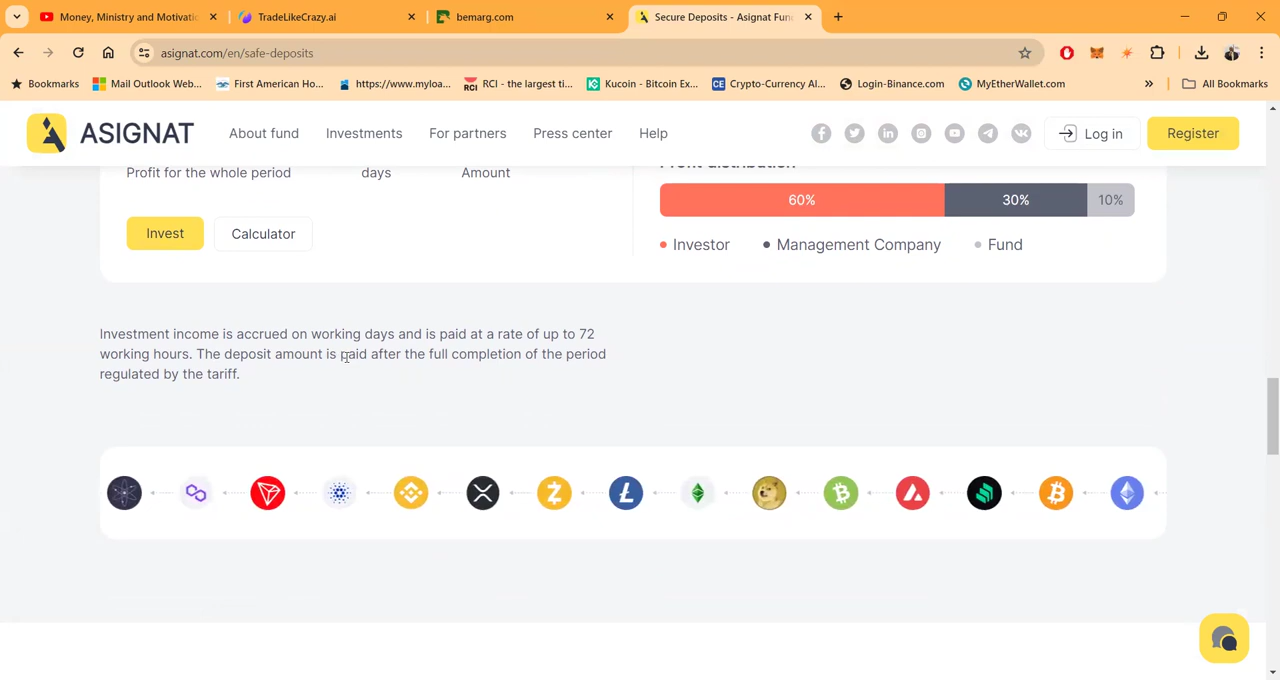 Money, Ministry and Motivatic
TradeLikeCrazy.ai
bemarg.com
Secure Deposits - Asignat Fun
asignat.com/en/safe-deposits
Bookmarks
Mail Outlook Web...
First American Ho...
https://www.myloa...
RCI - the largest ti...
Kucoin - Bitcoin Ex...
Crypto-Currency AI...
Login-Binance.com
MyEtherWallet.com
»
All Bookmarks
ASIGNAT
About fund
Investments
For partners
Press center
Help
Log in
Register
Profit for the whole period
days
Amount
Invest
Calculator
Profit distribution
60%
30%
10%
Investor
Management Company
Fund
Investment income is accrued on working days and is paid at a rate of up to 72
working hours. The deposit amount is paid after the full completion of the period
regulated by the tariff.